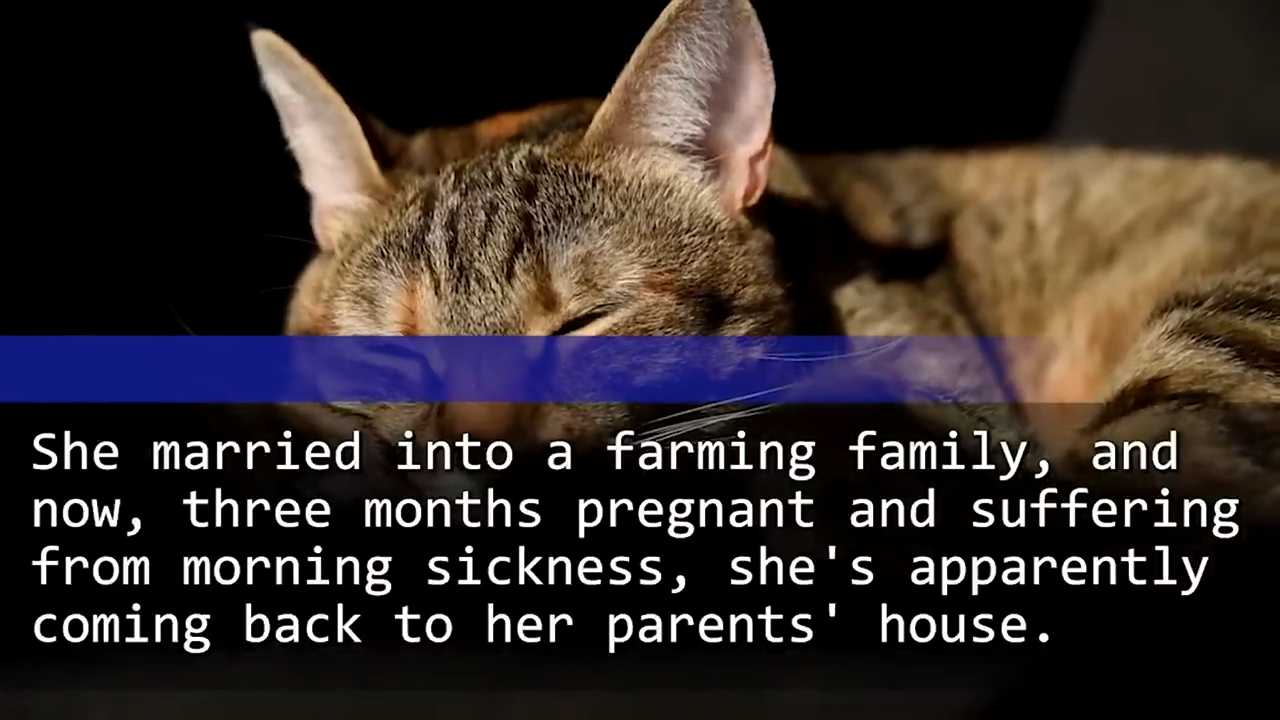 She married into a farming family, and
now, three months pregnant and suffering
from morning sickness, she's apparently
coming back to her parents' house.